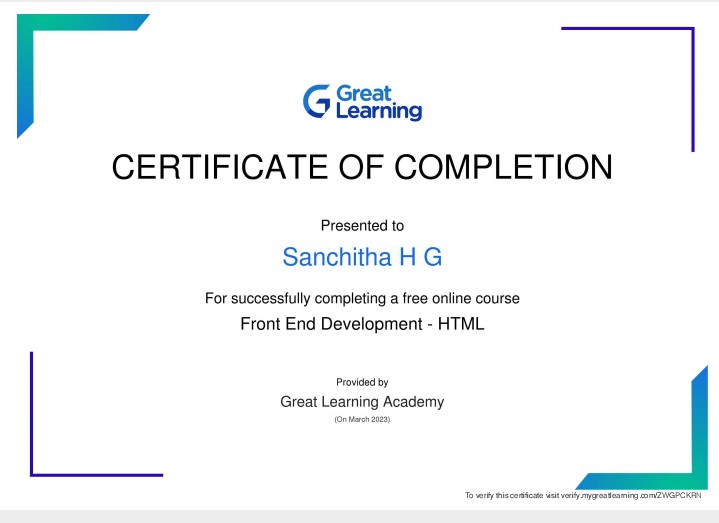 Great
Learning
CERTIFICATE OF COMPLETION
Presented to
Sanchitha H G
For successfully completing a free online course
Front End Development - HTML
Provided by
Great Learning Academy
(On March 2023)
To verify this certificate visit verify.mygreatlearning.com/ZWGPCKRN